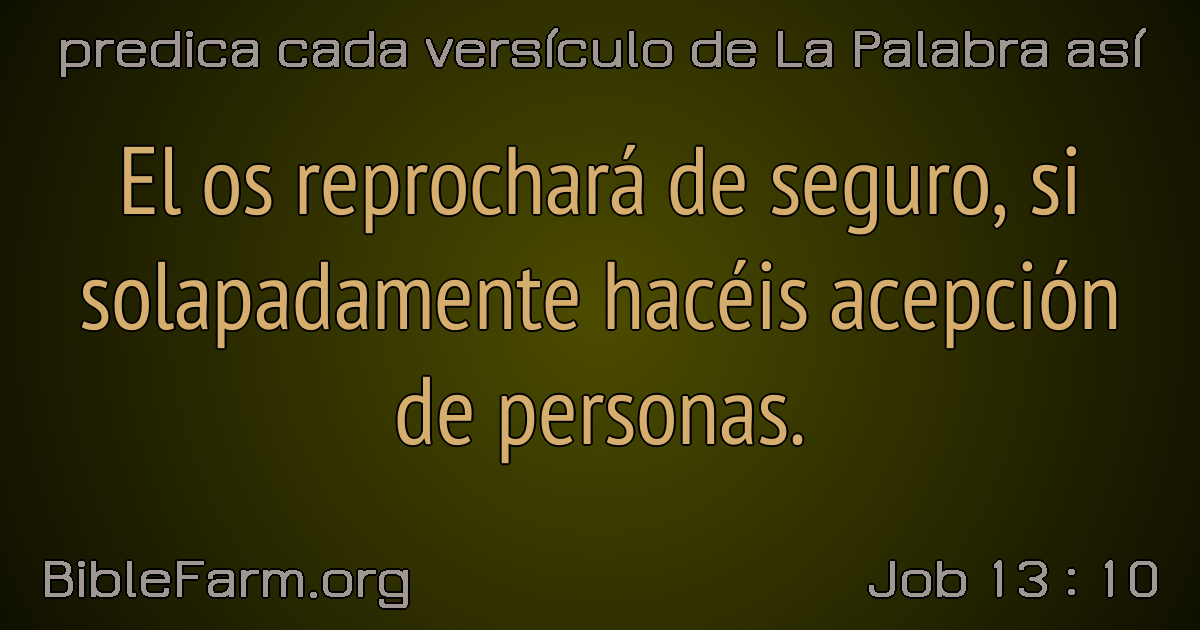 predica cada versículo de La Palabra así
El os reprochará de seguro, si
solapadamente hacéis acepción
de personas.
BibleFarm.org
Job 13 : 10